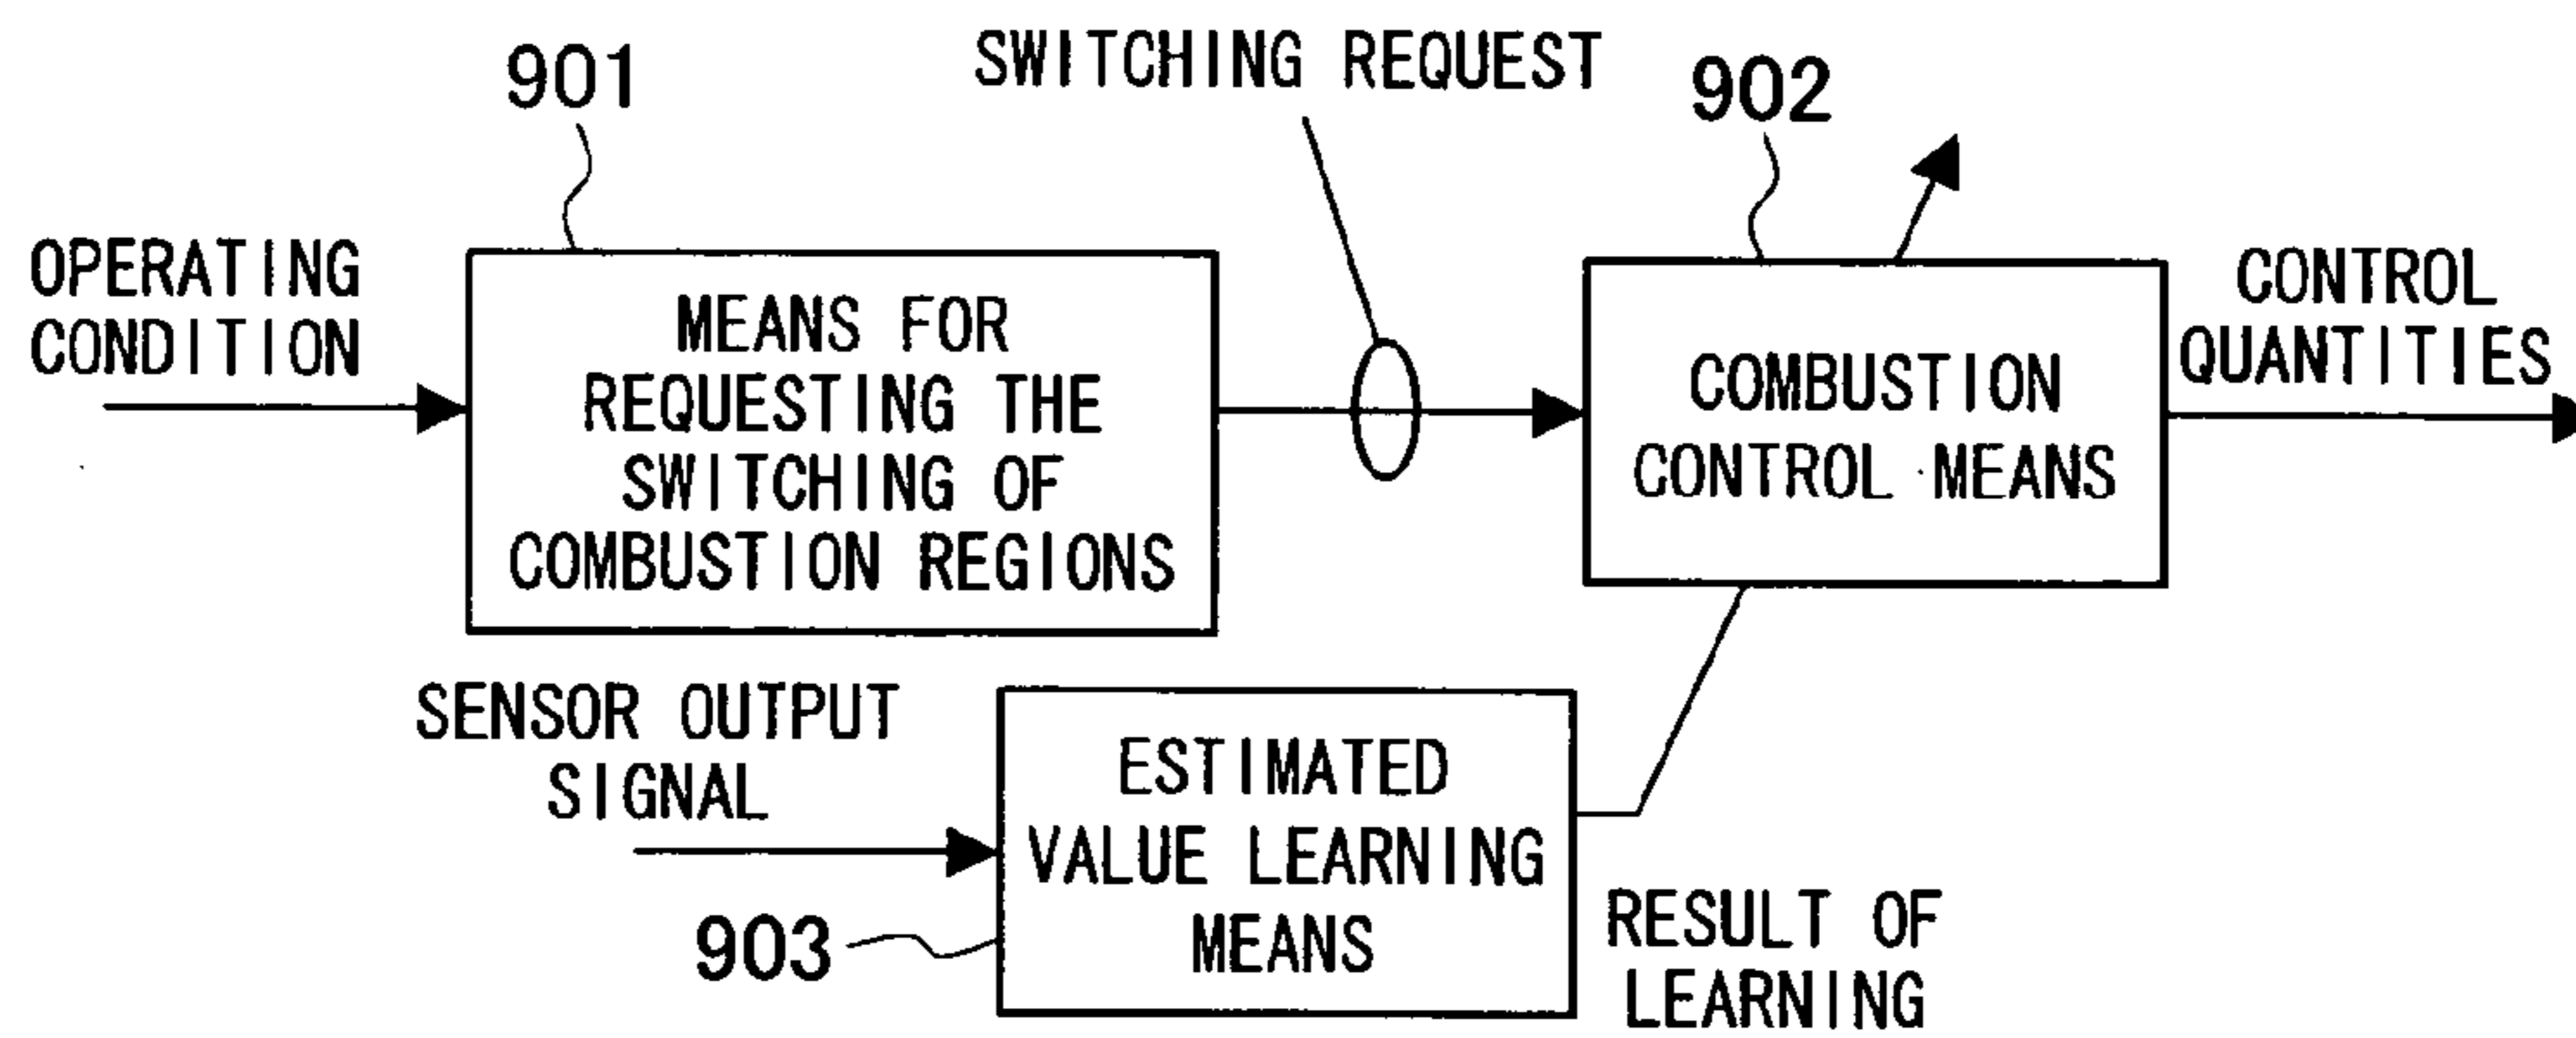 901
SWITCHING REQUEST
902
OPERATING
CONDITION
MEANS FOR
REQUESTING THE
SWITCHING OF
COMBUSTION REGIONS
COMBUSTION
CONTROL MEANS
CONTROL
QUANTITIES
SENSOR OUTPUT
SIGNAL
903
ESTIMATED
VALUE LEARNING
MEANS
RESULT OF
LEARNING